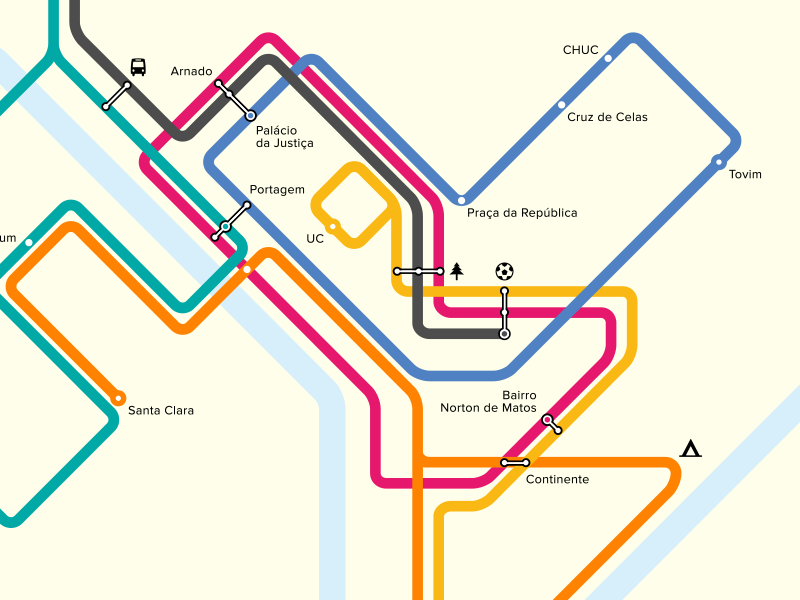 CHUC
Arnado
Cruz de Celas
Palácio
da Justiça
Tovim
Portagem
Praça da República
um
UC
Bairro
Norton de Matos
Santa Clara
Continente